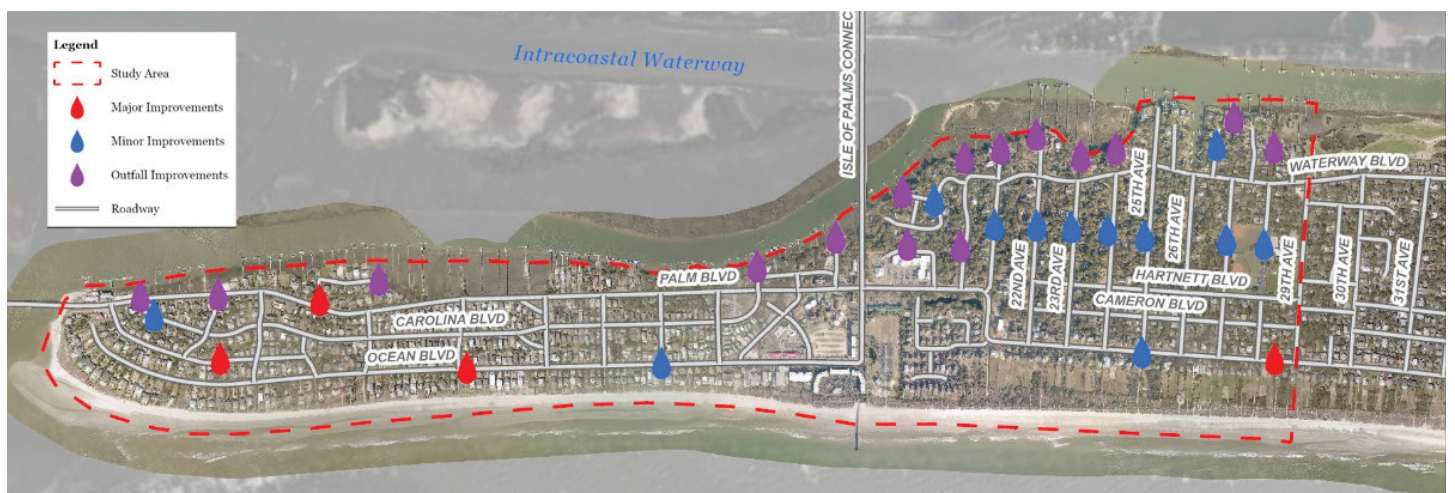 Legend
Study Area
Major Improvements
Minor Improvements
Outfall Improvements
Roadway
Intracoastal Waterway
ISLE OF PALMS CONNEC
WATERWAY BLVD
25TH AVE
26TH AVE
PALM BLVD
22ND AVE
23RD AVE
HARTNETT BLVD
29TH AVE
30TH AVE
31ST AVE
CAROLINA BLVD
CAMERON BLVD
OCEAN BLVD